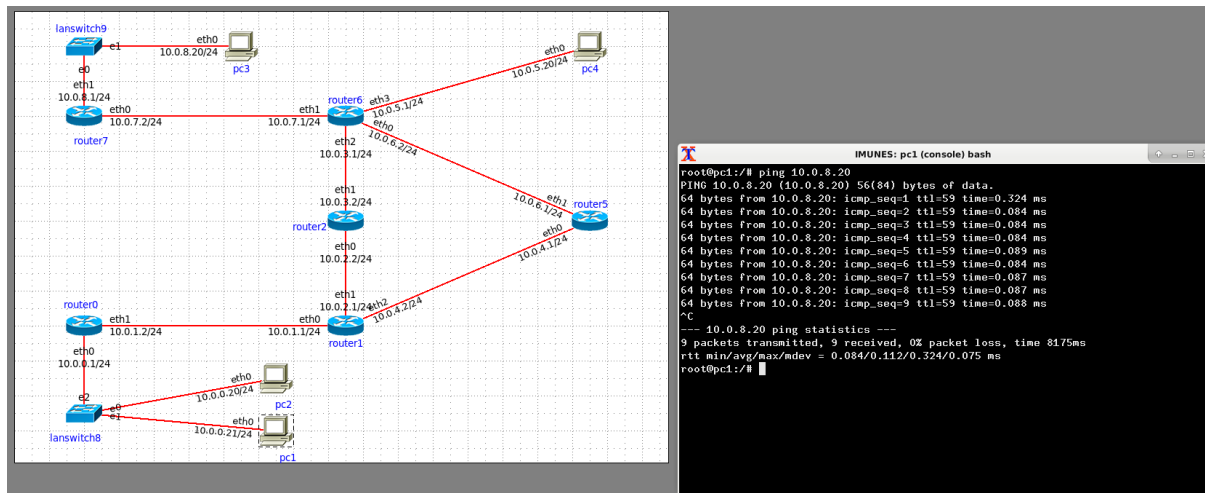 lanswitch9
e1
eth0
10.0.8.20/24
pc3
eth0
10.0.5.20/24
pc4
e0
eth1
10.0.8.1/24
eth0
10.0.7.2/24
router7
eth1
10.0.7.1/24
router6
eth3
10.0.5.1/24
eth0
10.0.6.2/24
eth2
10.0.3.1/24
eth1
10.0.3.2/24
router2
eth0
10.0.2.2/24
eth1
10.0.6.1/24
router5
eth0
10.0.4.1/24
eth1
10.0.2.1/24
eth2
10.0.4.2/24
router0
eth1
10.0.1.2/24
eth0
10.0.1.1/24
router1
eth0
10.0.0.1/24
e2
e0
e1
lanswitch8
eth0
10.0.0.20/24
pc2
eth0
10.0.0.21/24
pc1
IMUNES: pc1 (console) bash
root@pc1:/# ping 10.0.8.20
PING 10.0.8.20 (10.0.8.20) 56(84) bytes of data.
64 bytes from 10.0.8.20: icmp_seq=1 ttl=59 time=0.324 ms
64 bytes from 10.0.8.20: icmp_seq=2 ttl=59 time=0.084 ms
64 bytes from 10.0.8.20: icmp_seq=3 ttl=59 time=0.084 ms
64 bytes from 10.0.8.20: icmp_seq=4 ttl=59 time=0.084 ms
64 bytes from 10.0.8.20: icmp_seq=5 ttl=59 time=0.089 ms
64 bytes from 10.0.8.20: icmp_seq=6 ttl=59 time=0.084 ms
64 bytes from 10.0.8.20: icmp_seq=7 ttl=59 time=0.087 ms
64 bytes from 10.0.8.20: icmp_seq=8 ttl=59 time=0.087 ms
64 bytes from 10.0.8.20: icmp_seq=9 ttl=59 time=0.088 ms
^C
--- 10.0.8.20 ping statistics ---
9 packets transmitted, 9 received, 0% packet loss, time 8175ms
rtt min/avg/max/mdev = 0.084/0.112/0.324/0.075 ms
root@pc1:/#